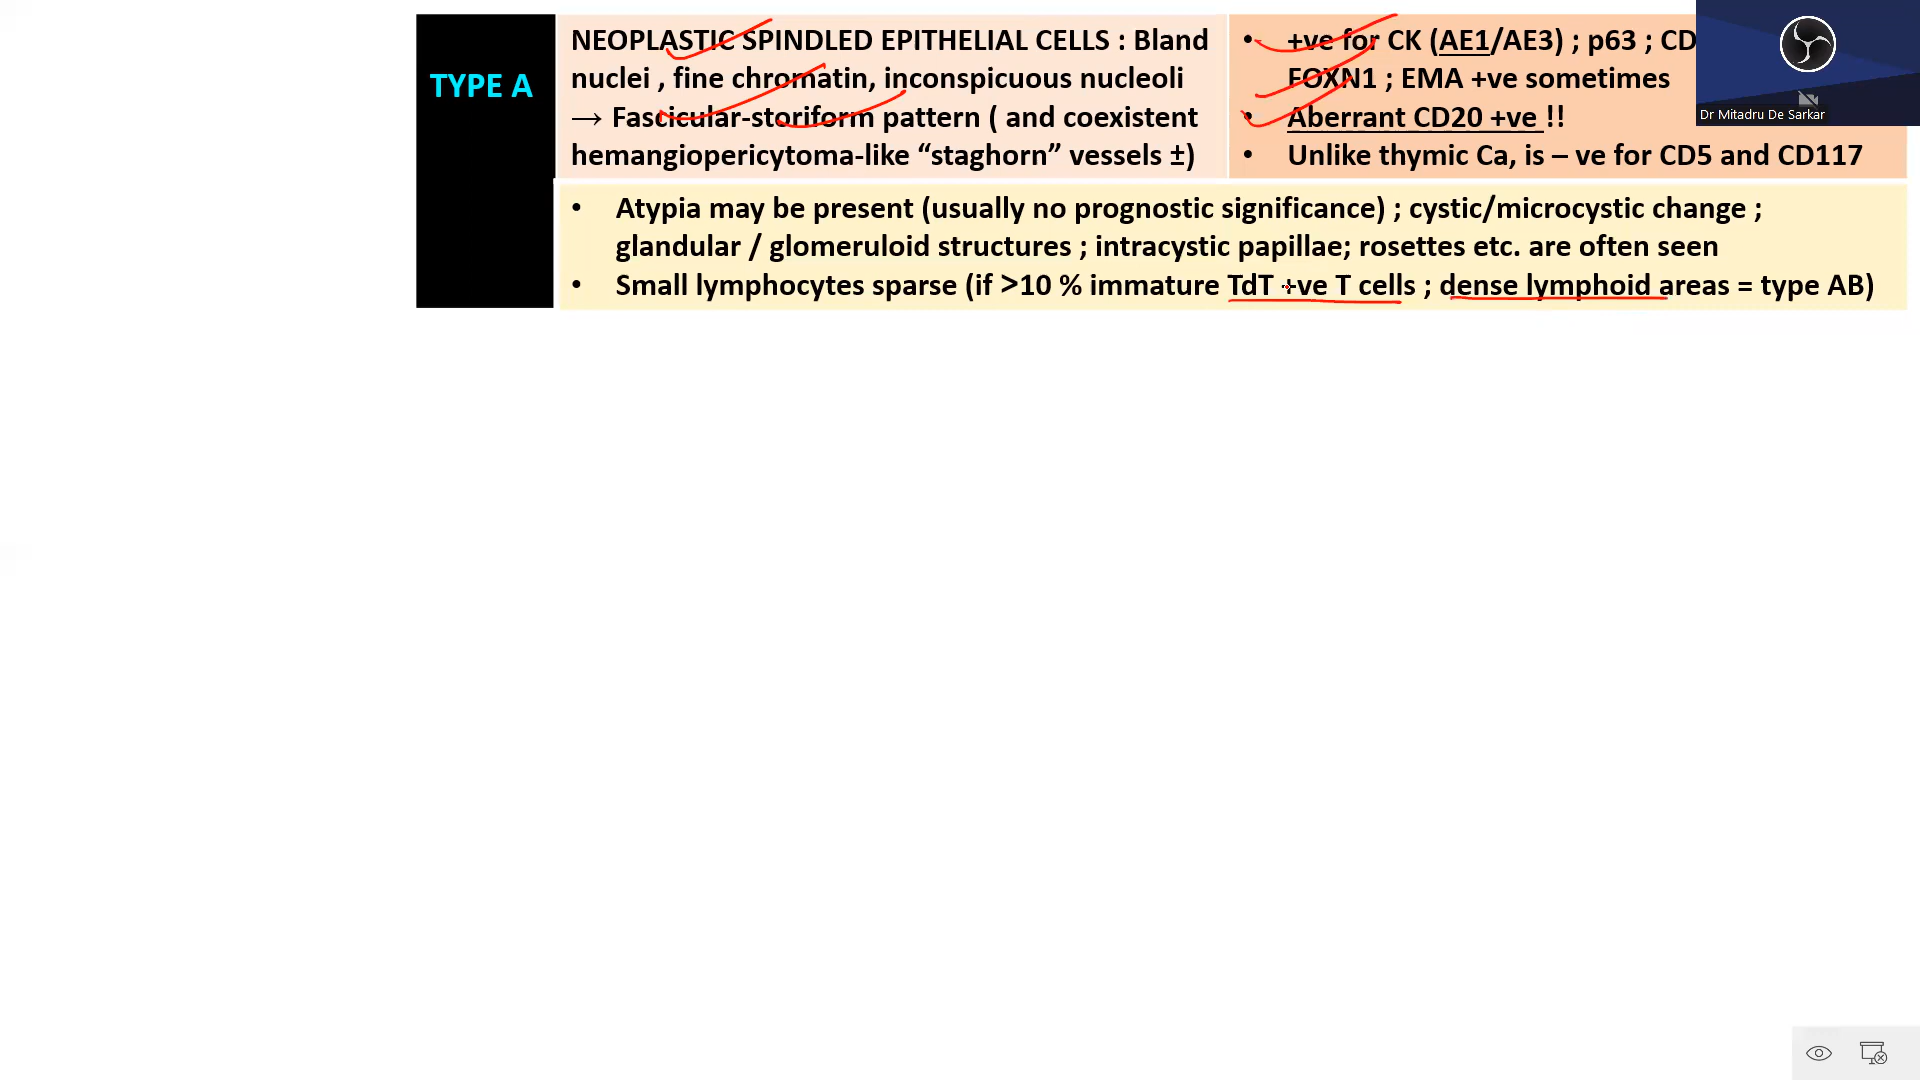 TYPE A
NEOPLASTIC SPINDLED EPITHELIAL CELLS : Bland
nuclei , fine chromatin, inconspicuous nucleoli
→ Fascicular-storiform pattern ( and coexistent
hemangiopericytoma-like “staghorn” vessels ±)
• +ve for CK (AE1/AE3) ; p63 ; CD
FOXN1 ; EMA +ve sometimes
• Aberrant CD20 +ve !!
• Unlike thymic Ca, is – ve for CD5 and CD117
• Atypia may be present (usually no prognostic significance) ; cystic/microcystic change ;
glandular / glomeruloid structures ; intracystic papillae; rosettes etc. are often seen
• Small lymphocytes sparse (if >10 % immature TdT +ve T cells ; dense lymphoid areas = type AB)
Dr Mitadru De Sarkar